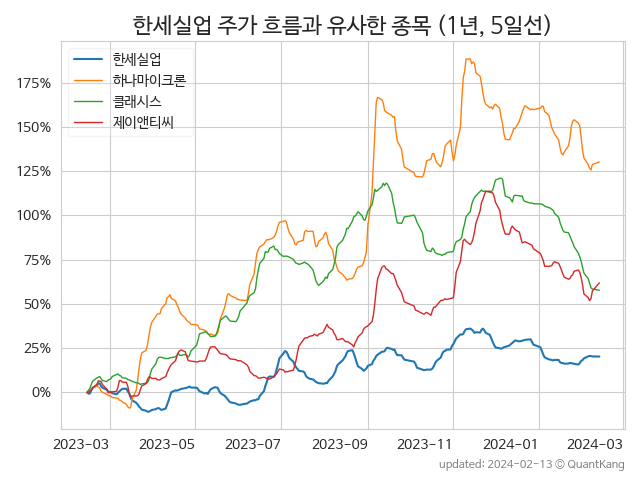 한세실업 주가 흐름과 유사한 종목 (1년, 5일선)
한세실업
하나마이크론
클래시스
제이앤티씨
175%
150%
125%
100%
75%
50%
25%
0%
2023-03 2023-05 2023-07 2023-09 2023-11 2024-01 2024-03
updated: 2024-02-13 © QuantKang